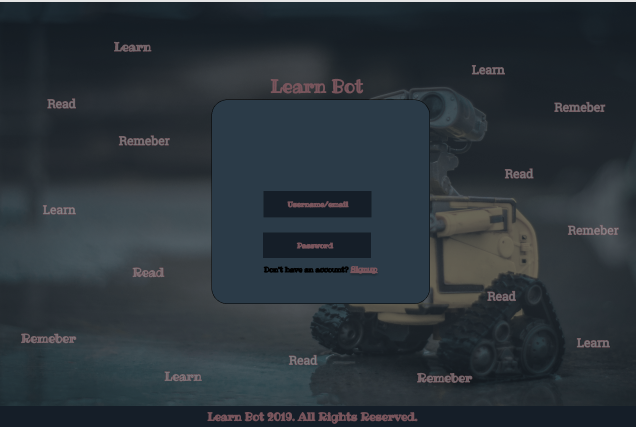 Learn
Learn
Learn Bot
Read
Remeber
Remeber
Read
Username/email
Learn
Remeber
Password
Don't have an account? Signup
Read
Read
Remeber
Learn
Read
Learn
Remeber
Learn Bot 2019. All Rights Reserved.